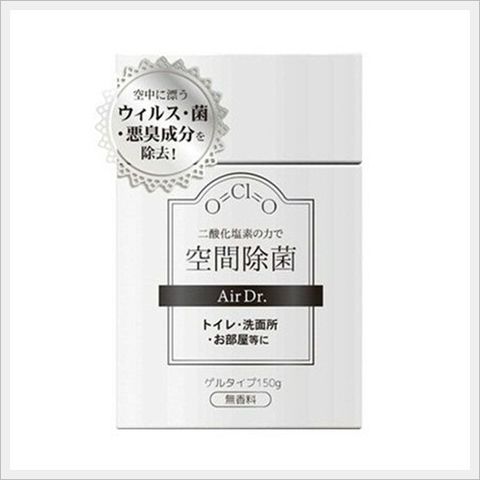 空中に漂う
ウィルス・菌
・悪臭成分を
除去!
O=Cl=O
二酸化塩素の力で
空間除菌
Air Dr.
トイレ・洗面所
・お部屋等に
ゲルタイプ150g
無香料